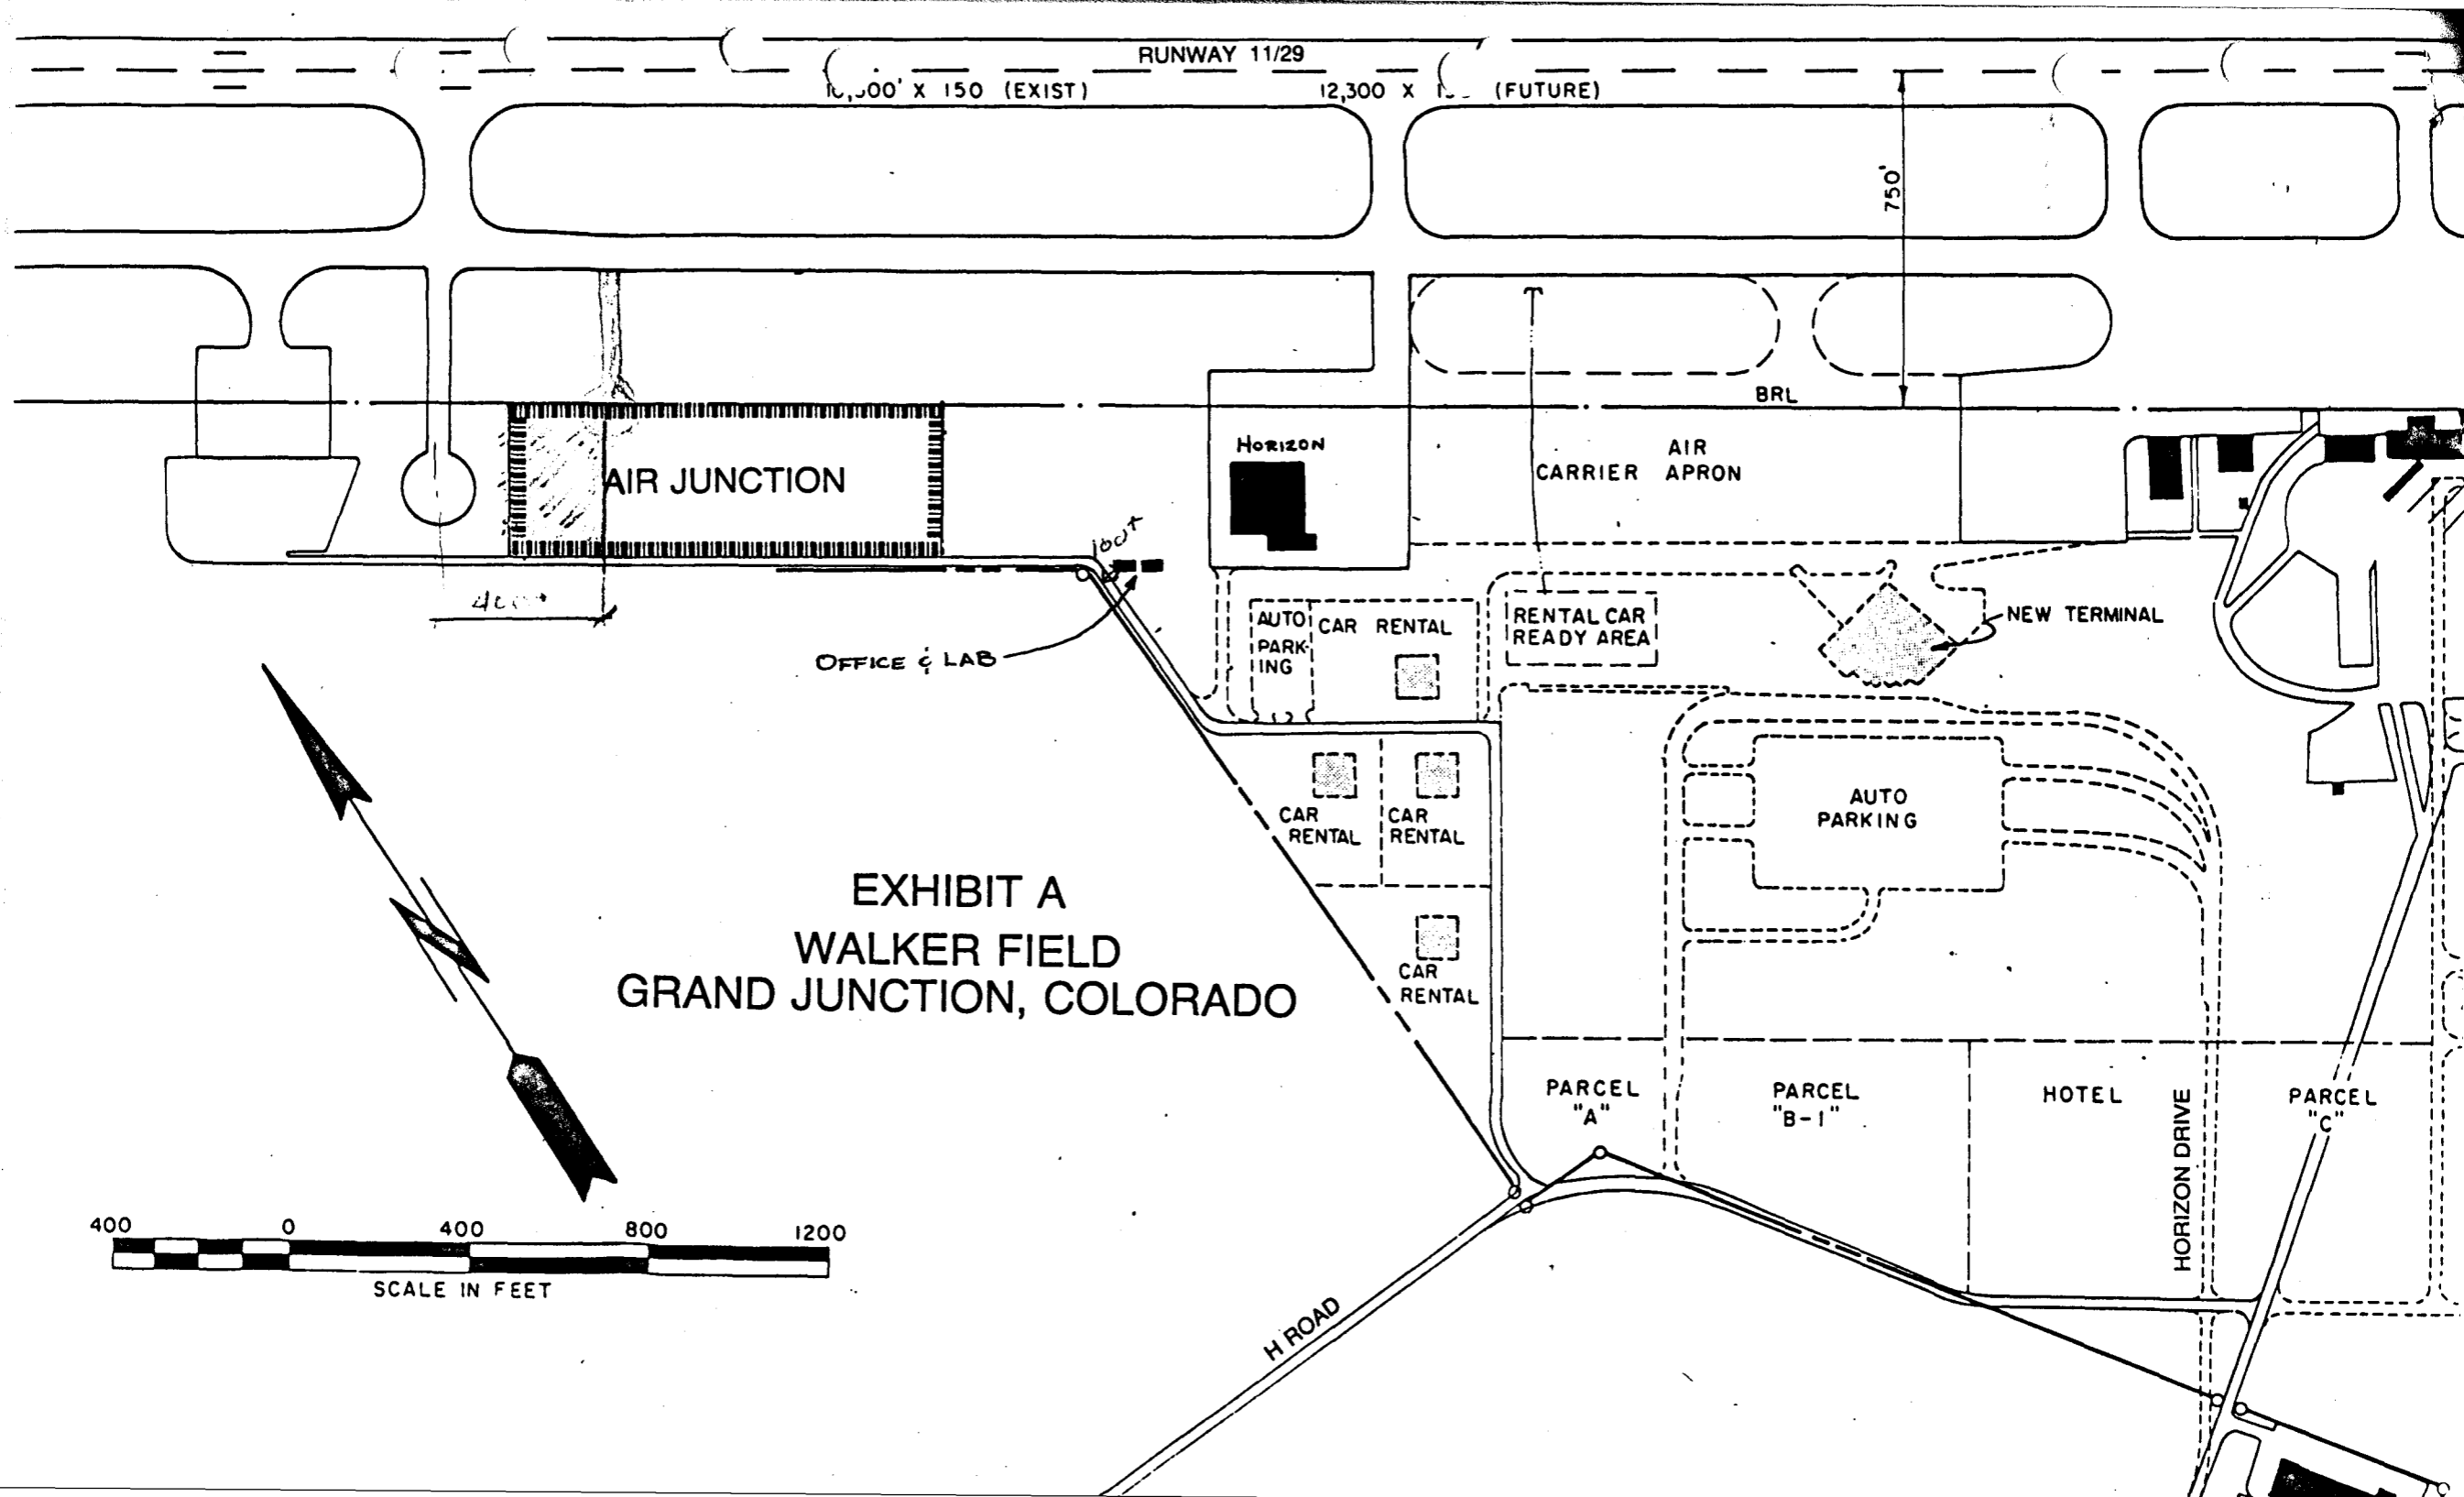 RUNWAY 11/29
X 150 (EXIST)
12,300 X (FUTURE)
750'
BRL
HORIZON
AIR
CARRIER APRON
AIR JUNCTION
100'±
OFFICE & LAB
AUTO
PARK-
ING
CAR RENTAL
RENTAL CAR
READY AREA
NEW TERMINAL
CAR
RENTAL
CAR
RENTAL
AUTO
PARKING
CAR
RENTAL
EXHIBIT A
WALKER FIELD
GRAND JUNCTION, COLORADO
PARCEL
"A"
PARCEL
"B-1"
HOTEL
HORIZON DRIVE
PARCEL
"C"
400 0 400 800 1200
SCALE IN FEET
H ROAD